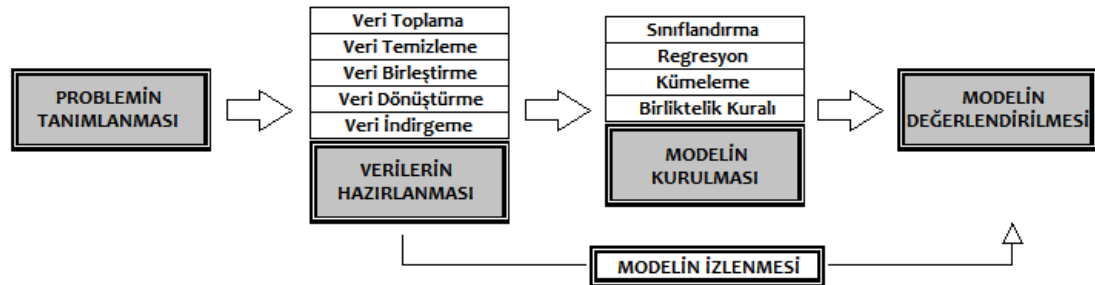 PROBLEMİN
TANIMLANMASI
Veri Toplama
Veri Temizleme
Veri Birleştirme
Veri Dönüştürme
Veri İndirgeme
VERİLERİN
HAZIRLANMASI
Sınıflandırma
Regresyon
Kümeleme
Birliktelik Kuralı
MODELİN
KURULMASI
MODELİN
DEĞERLENDİRİLMESİ
MODELİN İZLENMESİ